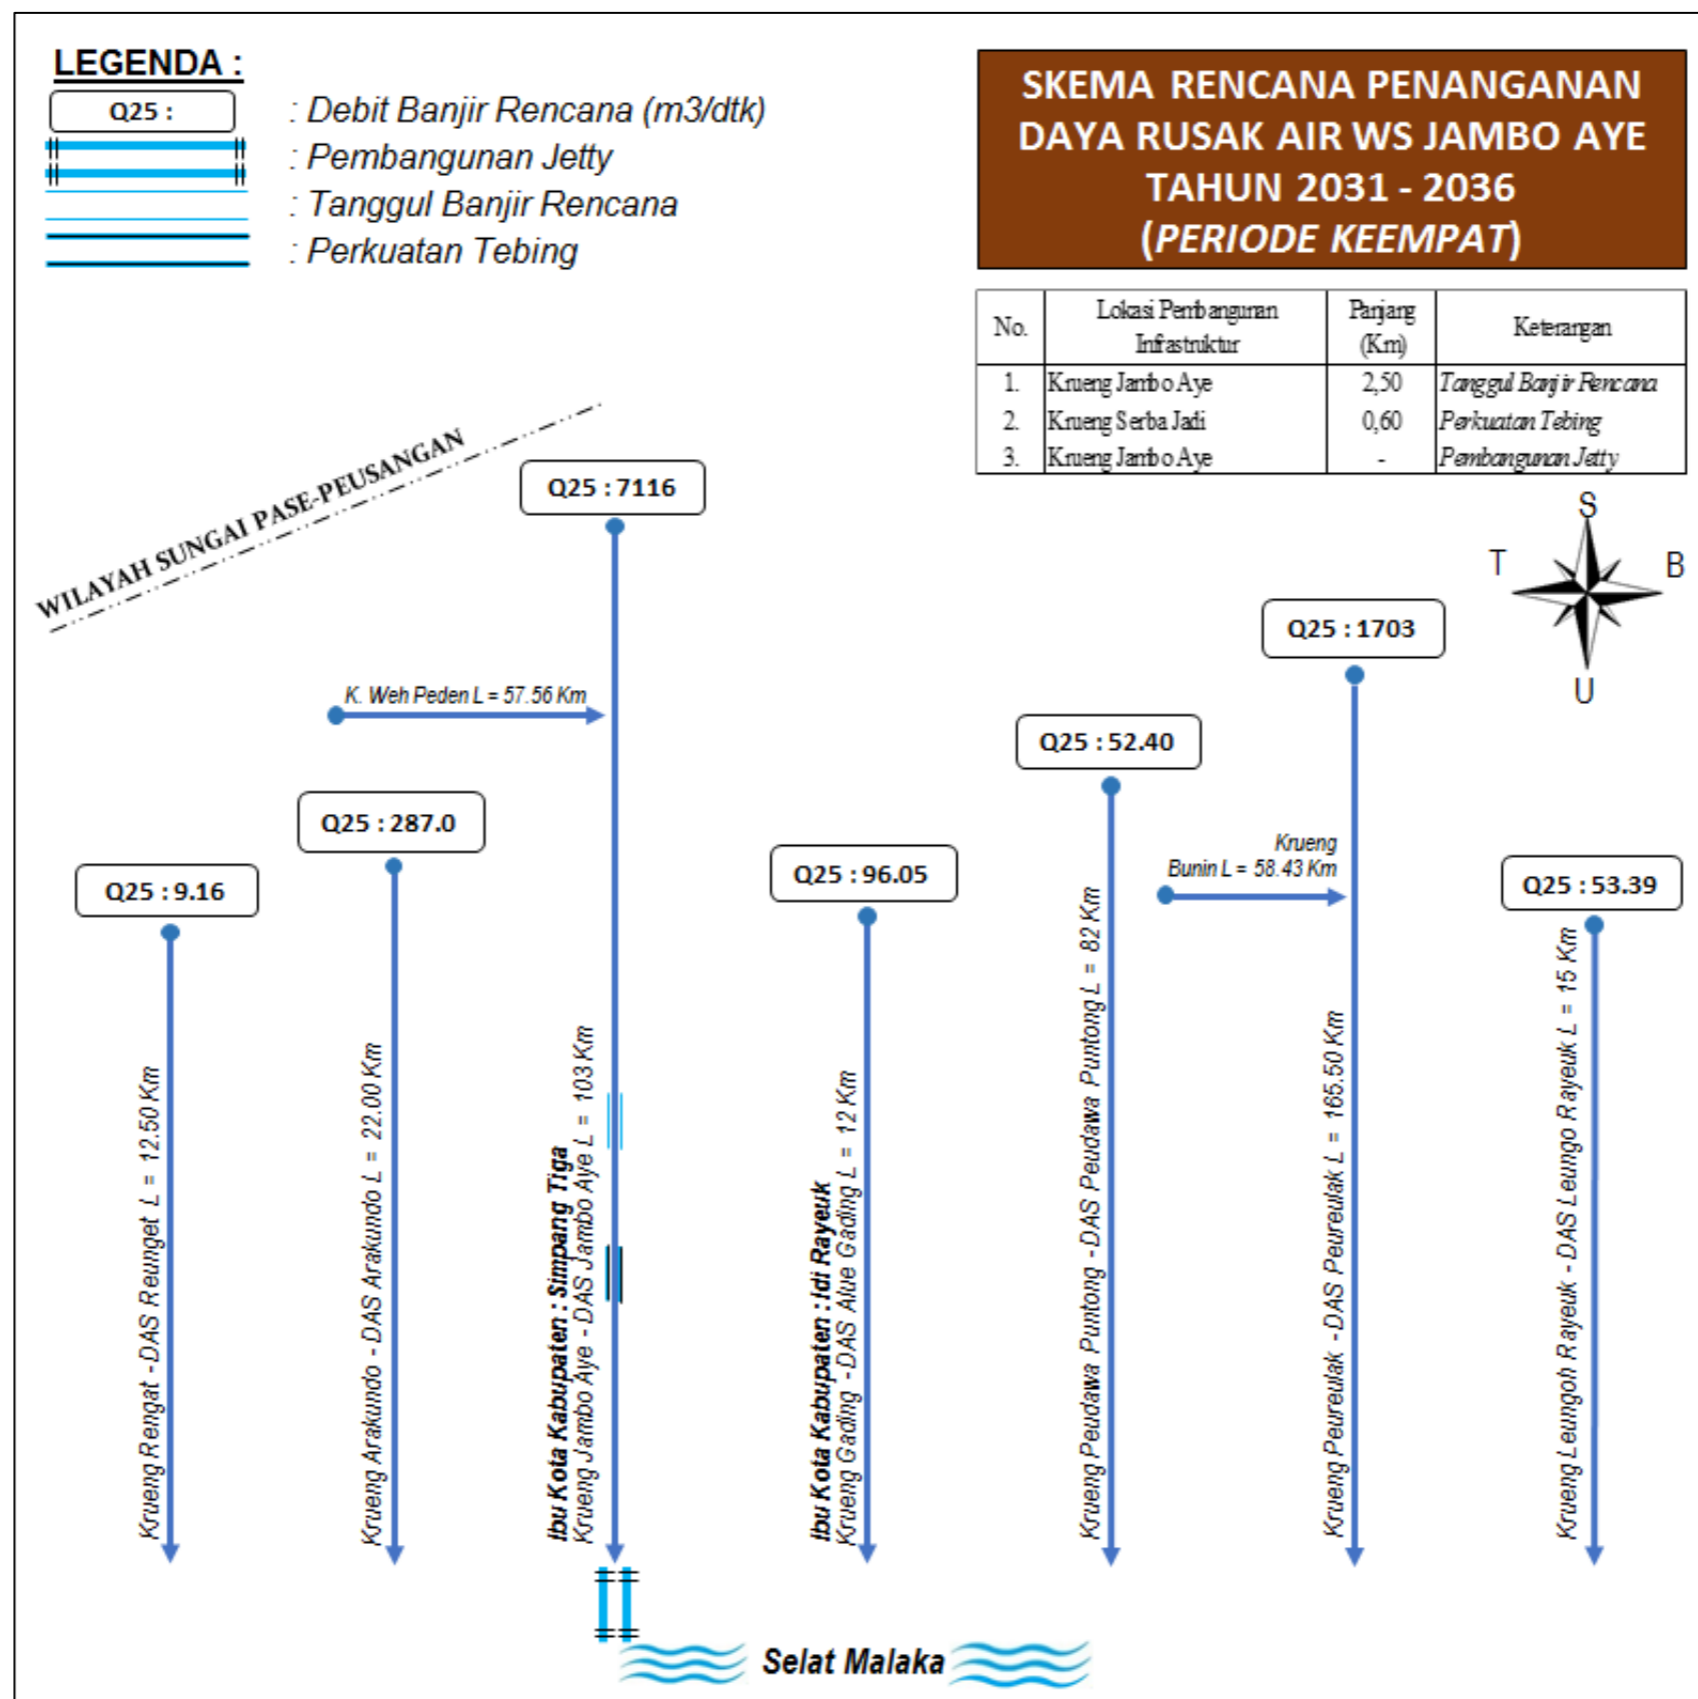 LEGENDA :
Q25 :
: Debit Banjir Rencana (m3/dtk)
: Pembangunan Jetty
: Tanggul Banjir Rencana
: Perkuatan Tebing
SKEMA RENCANA PENANGANAN
DAYA RUSAK AIR WS JAMBO AYE
TAHUN 2031 - 2036
(PERIODE KEEMPAT)
No. Lokasi Pembangunan Infrastruktur Panjang (Km) Keterangan
1. Krueng Jambo Aye 2,50 Tanggul Banjir Rencana
2. Krueng Serba Jadi 0,60 Perkuatan Tebing
3. Krueng Jambo Aye - Pembangunan Jetty
WILAYAH SUNGAI PASE-PEUSANGAN
S
T B
U
Q25 : 7116
Q25 : 1703
K. Weh Peden L = 57.56 Km
Q25 : 52.40
Q25 : 287.0
Krueng
Bunin L = 58.43 Km
Q25 : 9.16
Q25 : 96.05
Q25 : 53.39
Krueng Rengat - DAS Reunget L = 12.50 Km
Krueng Arakundo - DAS Arakundo L = 22.00 Km
Ibu Kota Kabupaten : Simpang Tiga
Krueng Jambo Aye - DAS Jambo Aye L = 103 Km
Ibu Kota Kabupaten : Idi Rayeuk
Krueng Gading - DAS Alue Gading L = 12 Km
Krueng Peudawa Puntong - DAS Peudawa Puntong L = 82 Km
Krueng Peureulak - DAS Peureulak L = 165.50 Km
Krueng Leungoh Rayeuk - DAS Leungo Rayeuk L = 15 Km
Selat Malaka